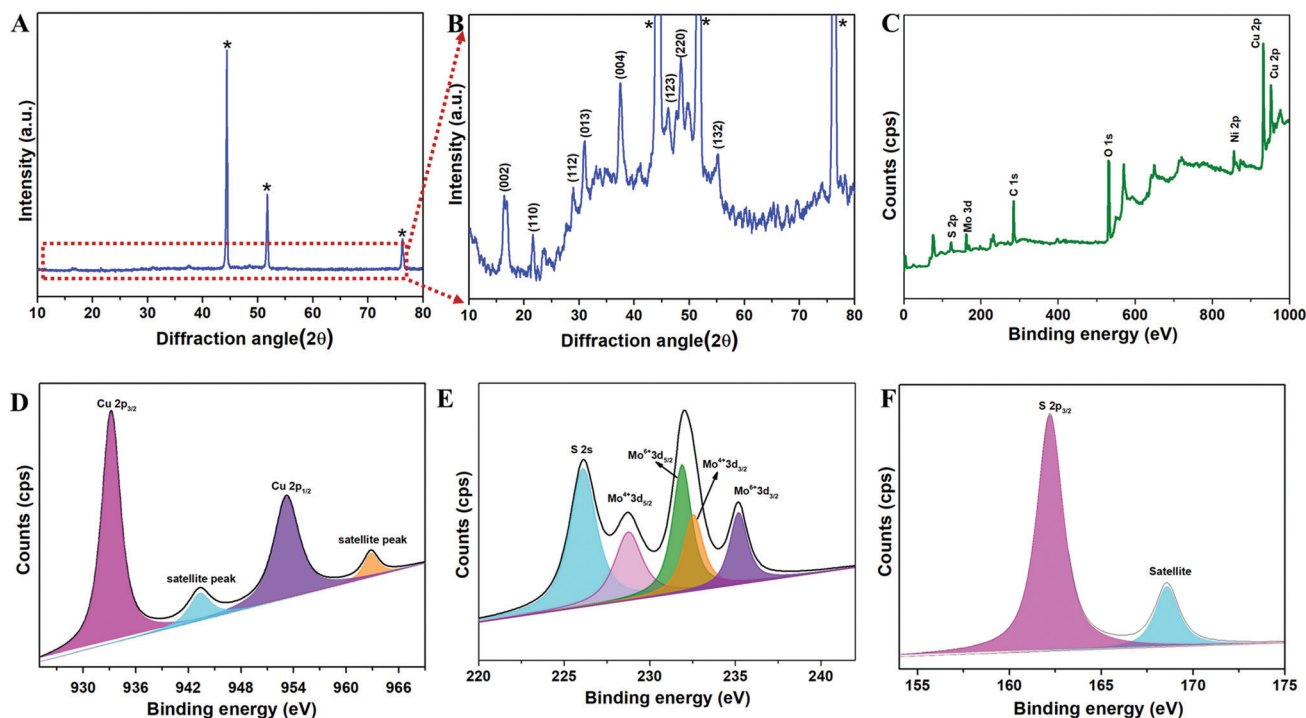 A
*
*
*
Intensity (a.u.)
10 20 30 40 50 60 70 80
Diffraction angle(2θ)
B
*
*
*
(002)
(110)
(112)
(013)
(004)
(123)
(220)
(132)
Intensity (a.u.)
10 20 30 40 50 60 70 80
Diffraction angle(2θ)
C
S 2p
Mo 3d
C 1s
O 1s
Ni 2p
Cu 2p
Cu 2p
Counts (cps)
0 200 400 600 800 1000
Binding energy (eV)
D
Cu 2p3/2
satellite peak
Cu 2p1/2
satellite peak
Counts (cps)
930 936 942 948 954 960 966
Binding energy (eV)
E
S 2s
Mo4+3d5/2
Mo6+3d5/2
Mo4+3d3/2
Mo6+3d3/2
Counts (cps)
220 225 230 235 240
Binding energy (eV)
F
S 2p3/2
Satellite
Counts (cps)
155 160 165 170 175
Binding energy (eV)